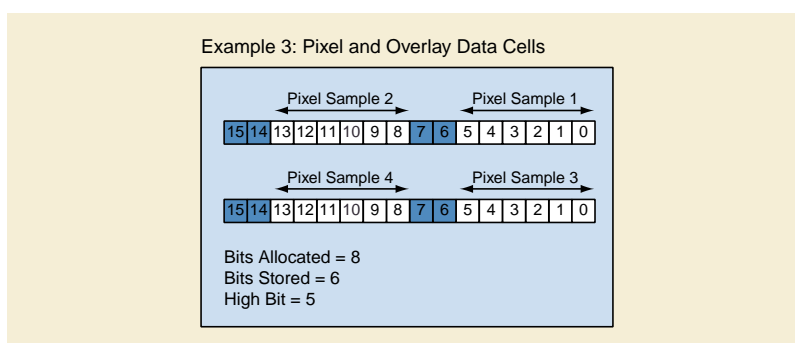 Example 3: Pixel and Overlay Data Cells
Pixel Sample 2 Pixel Sample 1
15 14 13 12 11 10 9 8 7 6 5 4 3 2 1 0
Pixel Sample 4 Pixel Sample 3
15 14 13 12 11 10 9 8 7 6 5 4 3 2 1 0
Bits Allocated = 8
Bits Stored = 6
High Bit = 5